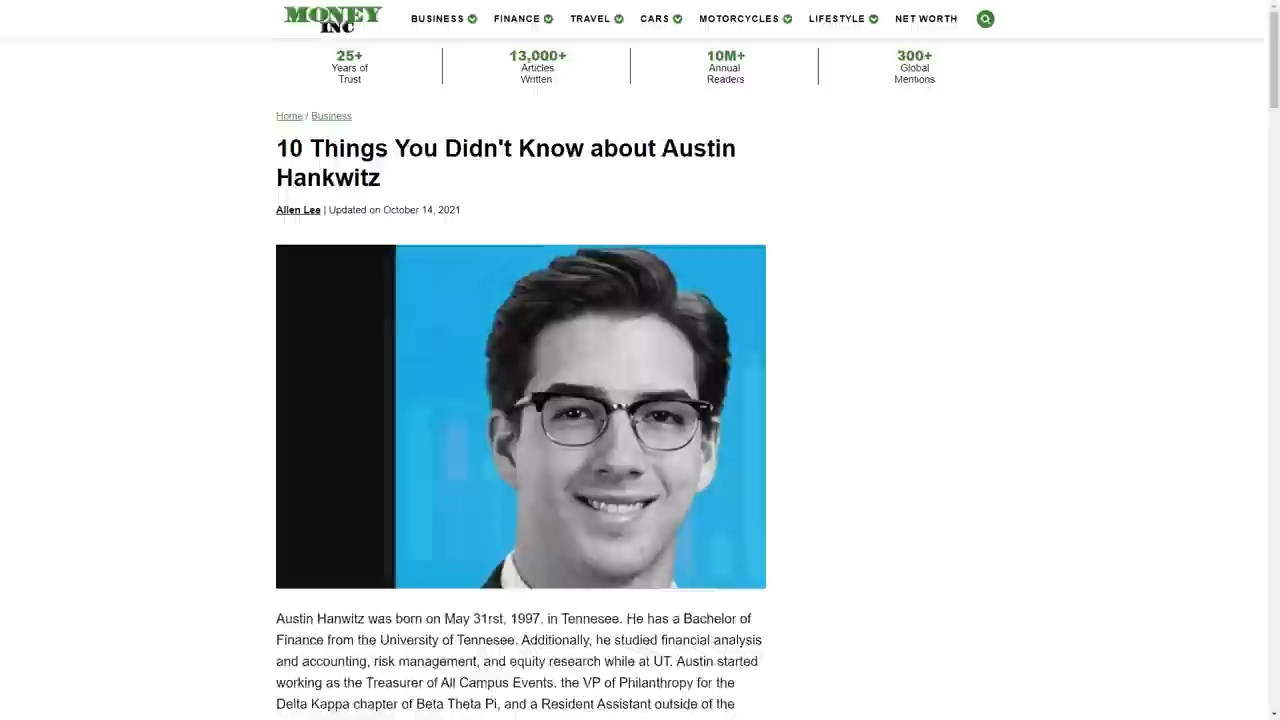 MONEY INC
BUSINESS FINANCE TRAVEL CARS MOTORCYCLES LIFESTYLE NET WORTH
25+
Years of
Trust
13,000+
Articles
Written
10M+
Annual
Readers
300+
Global
Mentions
Home / Business
10 Things You Didn't Know about Austin
Hankwitz
Allen Lee | Updated on October 14, 2021
Austin Hanwitz was born on May 31rst, 1997. in Tennesee. He has a Bachelor of
Finance from the University of Tennesee. Additionally, he studied financial analysis
and accounting, risk management, and equity research while at UT. Austin started
working as the Treasurer of All Campus Events. the VP of Philanthropy for the
Delta Kappa chapter of Beta Theta Pi, and a Resident Assistant outside of the